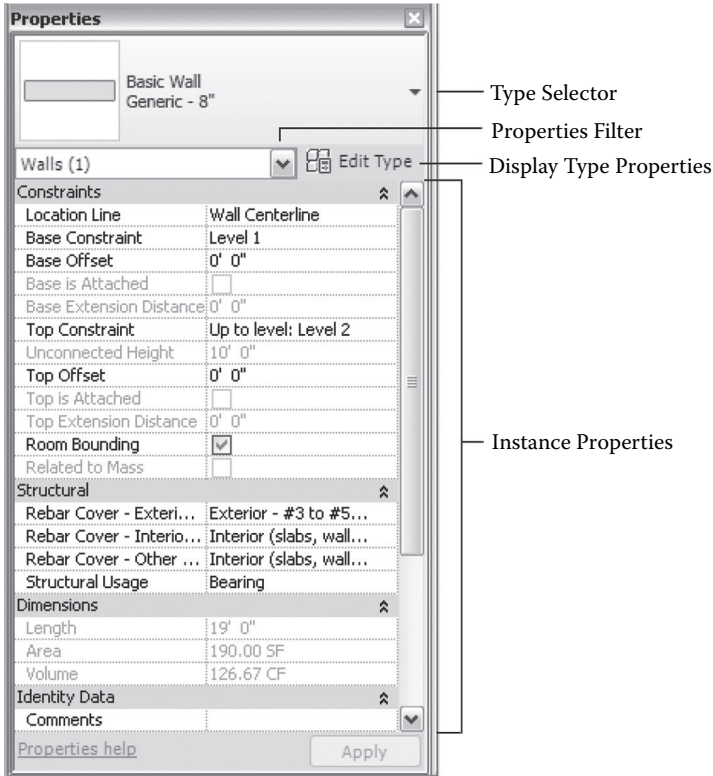 Properties
Basic Wall
Generic - 8"
Type Selector
Properties Filter
Walls (1)
Edit Type
Display Type Properties
Constraints
Location Line Wall Centerline
Base Constraint Level 1
Base Offset 0' 0"
Base is Attached
Base Extension Distance 0' 0"
Top Constraint Up to level: Level 2
Unconnected Height 10' 0"
Top Offset 0' 0"
Top is Attached
Top Extension Distance 0' 0"
Room Bounding
Instance Properties
Related to Mass
Structural
Rebar Cover - Exteri... Exterior - #3 to #5...
Rebar Cover - Interio... Interior (slabs, wall...
Rebar Cover - Other ... Interior (slabs, wall...
Structural Usage Bearing
Dimensions
Length 19' 0"
Area 190.00 SF
Volume 126.67 CF
Identity Data
Comments
Properties help
Apply